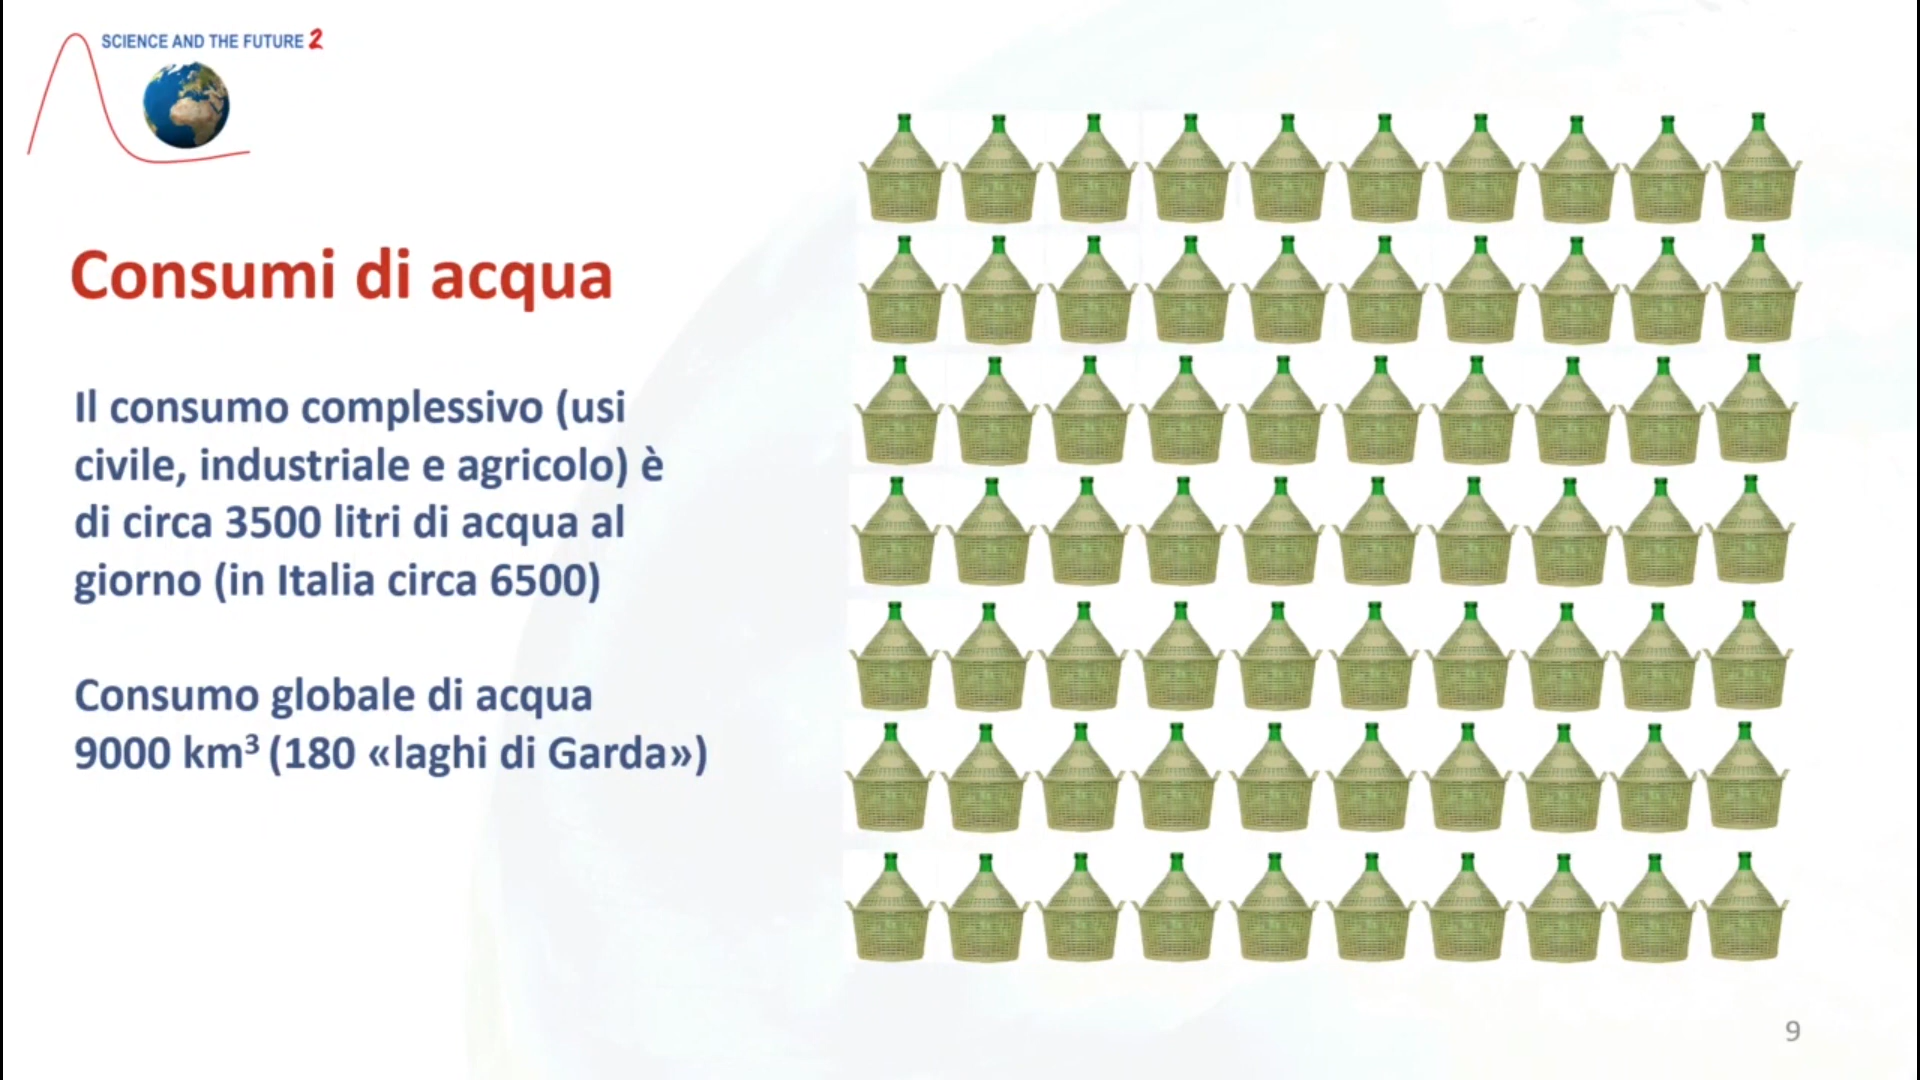 SCIENCE AND THE FUTURE 2
Consumi di acqua
Il consumo complessivo (usi
civile, industriale e agricolo) è
di circa 3500 litri di acqua al
giorno (in Italia circa 6500)
Consumo globale di acqua
9000 km³ (180 «laghi di Garda»)
9